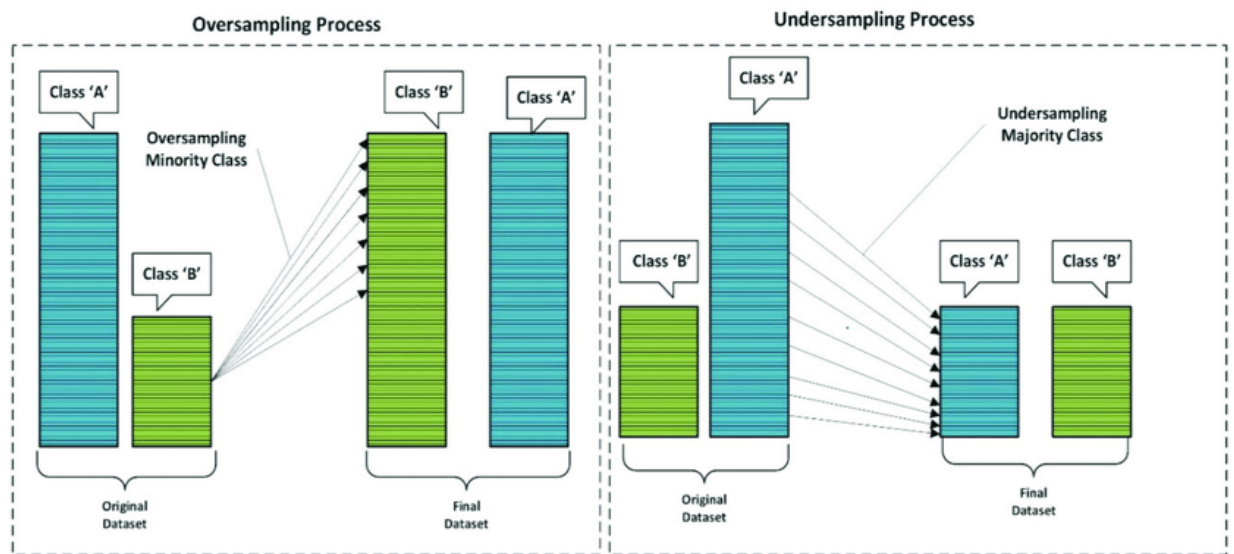 Oversampling Process
Class 'A'
Oversampling
Minority Class
Class 'B'
Class 'B'
Class 'A'
Original
Dataset
Final
Dataset
Undersampling Process
Class 'B'
Class 'A'
Undersampling
Majority Class
Class 'A'
Class 'B'
Original
Dataset
Final
Dataset